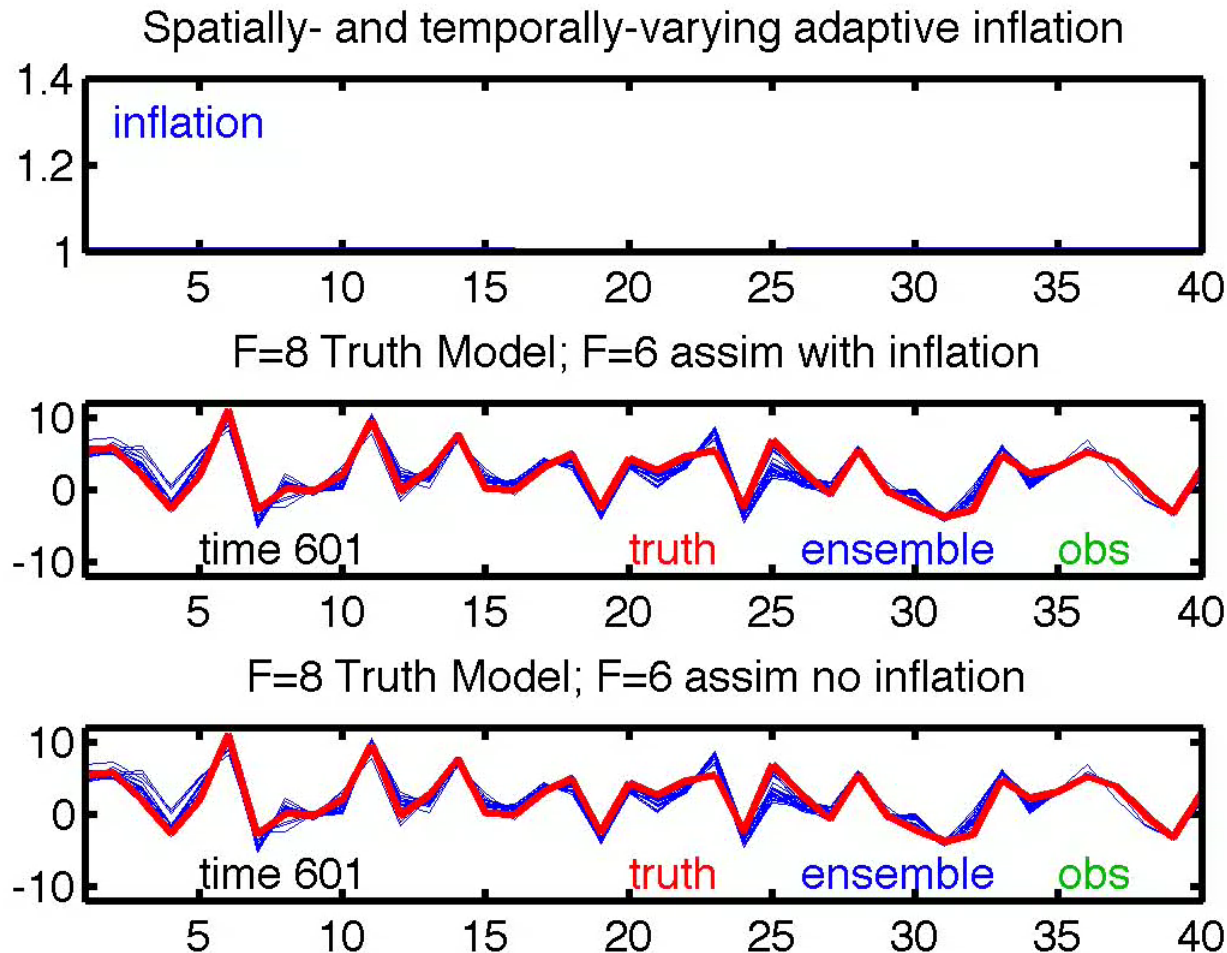 Spatially- and temporally-varying adaptive inflation
1.4
inflation
1.2
1
5 10 15 20 25 30 35 40
F=8 Truth Model; F=6 assim with inflation
10
0
-10
time 601 truth ensemble obs
5 10 15 20 25 30 35 40
F=8 Truth Model; F=6 assim no inflation
10
0
-10
time 601 truth ensemble obs
5 10 15 20 25 30 35 40